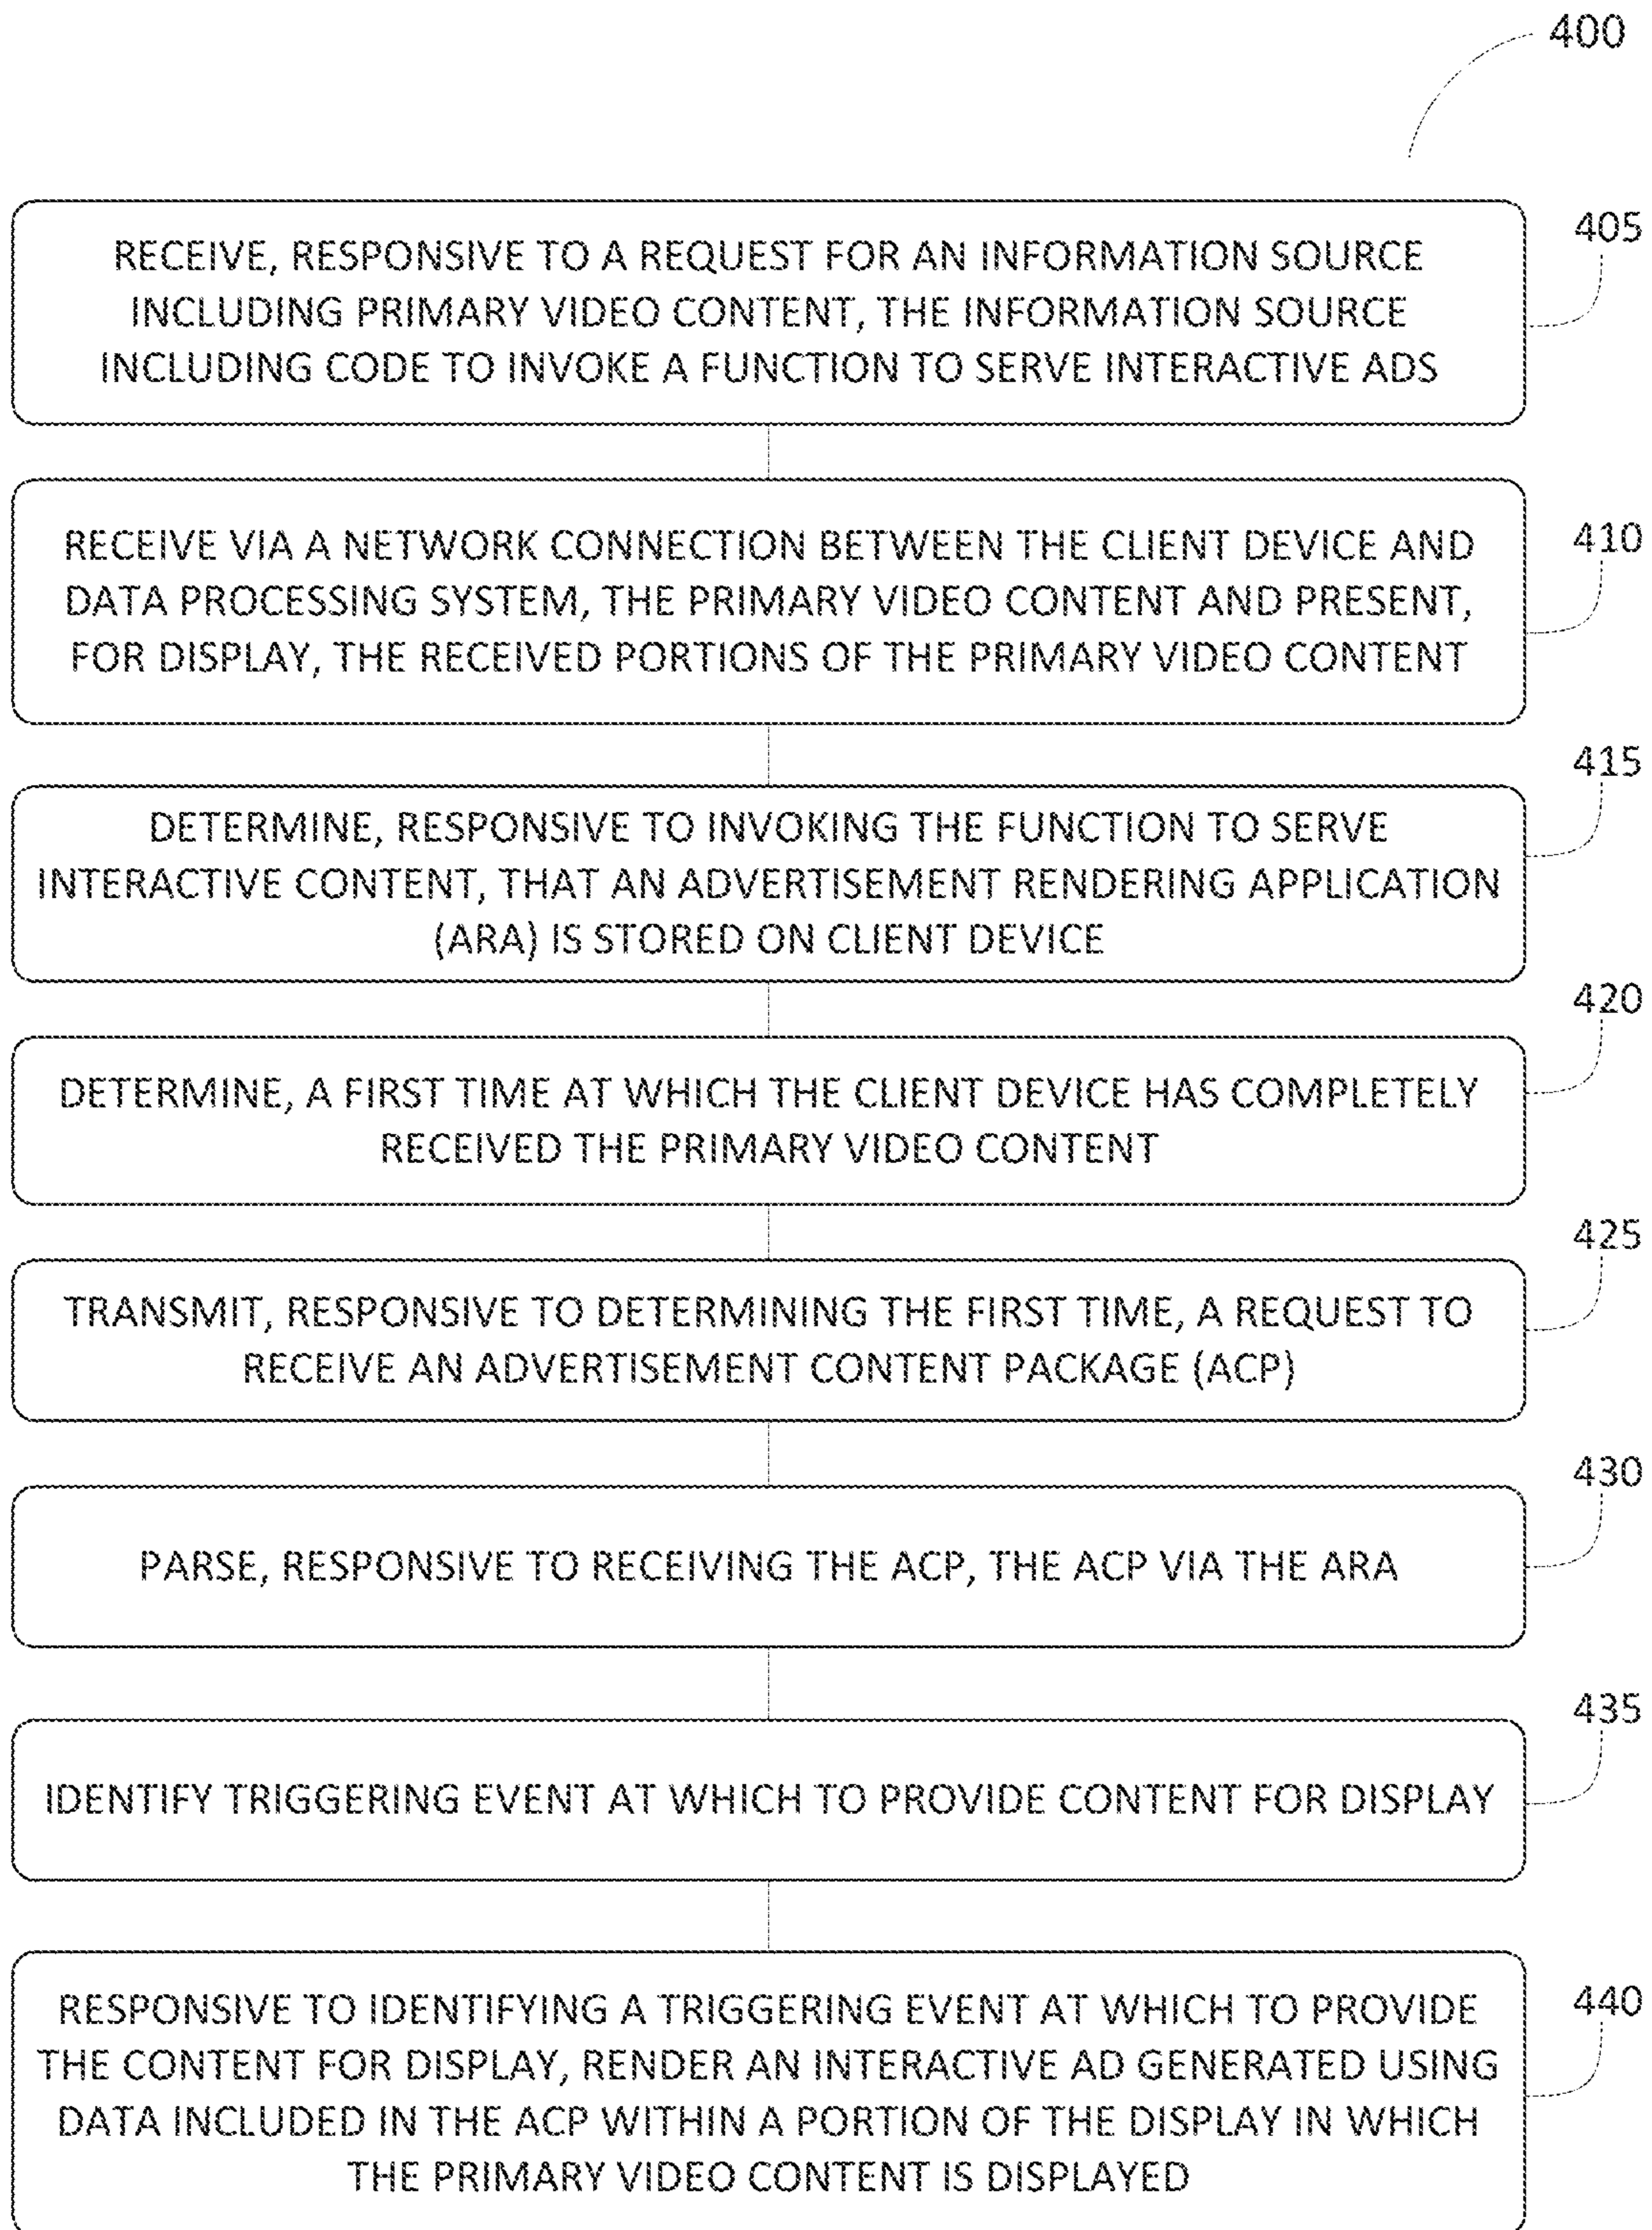 400
405
RECEIVE, RESPONSIVE TO A REQUEST FOR AN INFORMATION SOURCE
INCLUDING PRIMARY VIDEO CONTENT, THE INFORMATION SOURCE
INCLUDING CODE TO INVOKE A FUNCTION TO SERVE INTERACTIVE ADS
410
RECEIVE VIA A NETWORK CONNECTION BETWEEN THE CLIENT DEVICE AND
DATA PROCESSING SYSTEM, THE PRIMARY VIDEO CONTENT AND PRESENT,
FOR DISPLAY, THE RECEIVED PORTIONS OF THE PRIMARY VIDEO CONTENT
415
DETERMINE, RESPONSIVE TO INVOKING THE FUNCTION TO SERVE
INTERACTIVE CONTENT, THAT AN ADVERTISEMENT RENDERING APPLICATION
(ARA) IS STORED ON CLIENT DEVICE
420
DETERMINE, A FIRST TIME AT WHICH THE CLIENT DEVICE HAS COMPLETELY
RECEIVED THE PRIMARY VIDEO CONTENT
425
TRANSMIT, RESPONSIVE TO DETERMINING THE FIRST TIME, A REQUEST TO
RECEIVE AN ADVERTISEMENT CONTENT PACKAGE (ACP)
430
PARSE, RESPONSIVE TO RECEIVING THE ACP, THE ACP VIA THE ARA
435
IDENTIFY TRIGGERING EVENT AT WHICH TO PROVIDE CONTENT FOR DISPLAY
440
RESPONSIVE TO IDENTIFYING A TRIGGERING EVENT AT WHICH TO PROVIDE
THE CONTENT FOR DISPLAY, RENDER AN INTERACTIVE AD GENERATED USING
DATA INCLUDED IN THE ACP WITHIN A PORTION OF THE DISPLAY IN WHICH
THE PRIMARY VIDEO CONTENT IS DISPLAYED